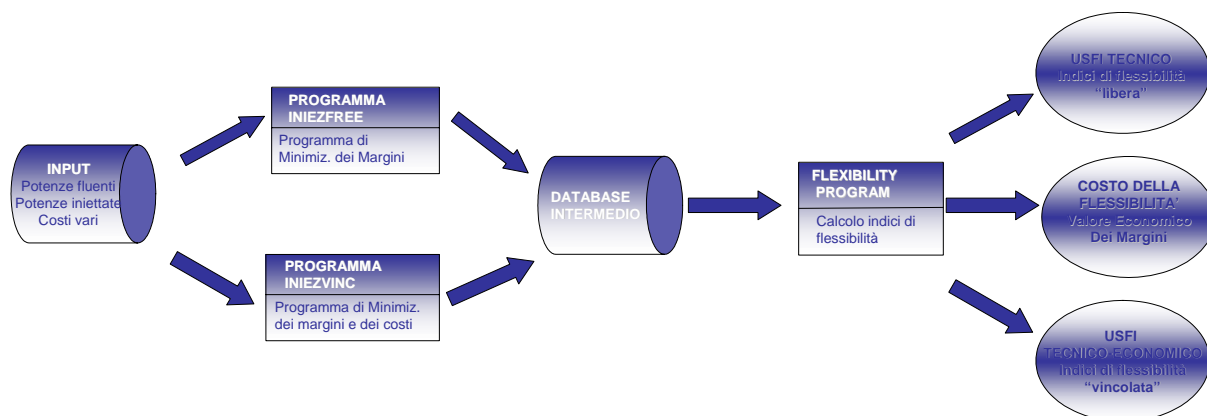 INPUT
Potenze fluenti
Potenze iniettate
Costi vari
PROGRAMMA
INIEZFREE
Programma di
Minimiz. dei Margini
PROGRAMMA
INIEZVINC
Programma di Minimiz.
dei margini e dei costi
DATABASE
INTERMEDIO
FLEXIBILITY
PROGRAM
Calcolo indici di
flessibilità
USFI TECNICO
Indici di flessibilità
“libera”
COSTO DELLA
FLESSIBILITA’
Valore Economico
Dei Margini
USFI
TECNICO-ECONOMICO
Indici di flessibilità
“vincolata”